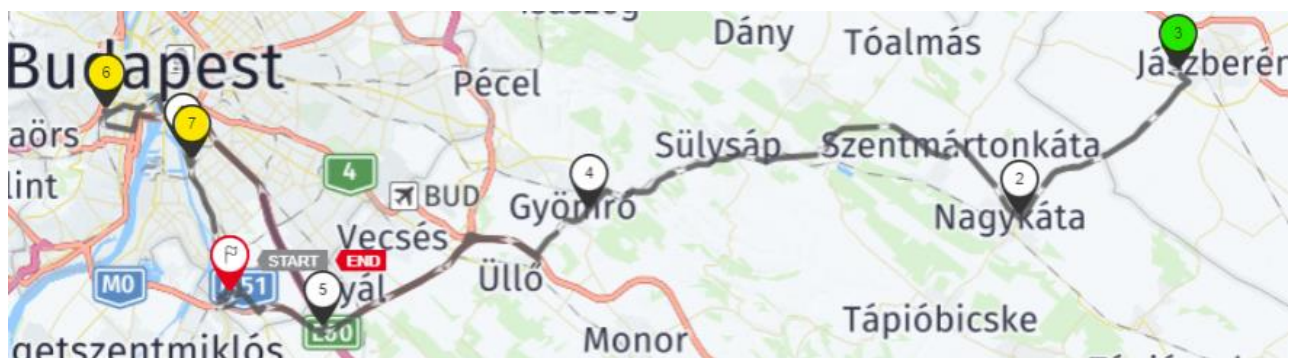 Dány
Tóalmás
3
Jászberén
Budapest
6
Pécel
7
aörs
Sülysáp
Szentmártonkáta
4
lint
4
BUD
2
Gyömrő
Nagykáta
Vecsés
START
END
Üllő
M0
51
5
yál
E60
Tápióbicske
Monor
getszentmiklós